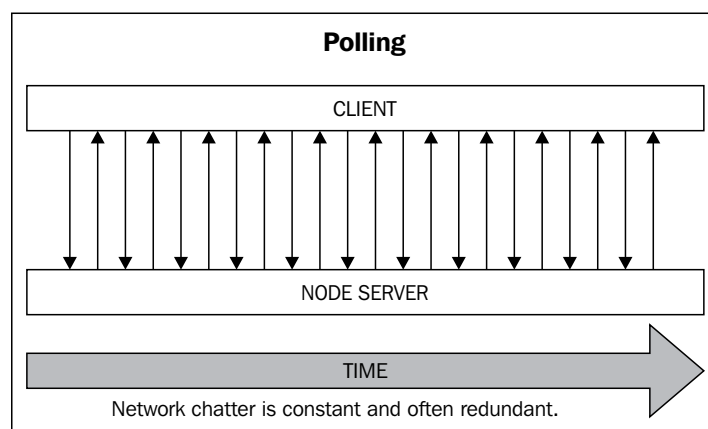 Polling
CLIENT
NODE SERVER
TIME
Network chatter is constant and often redundant.